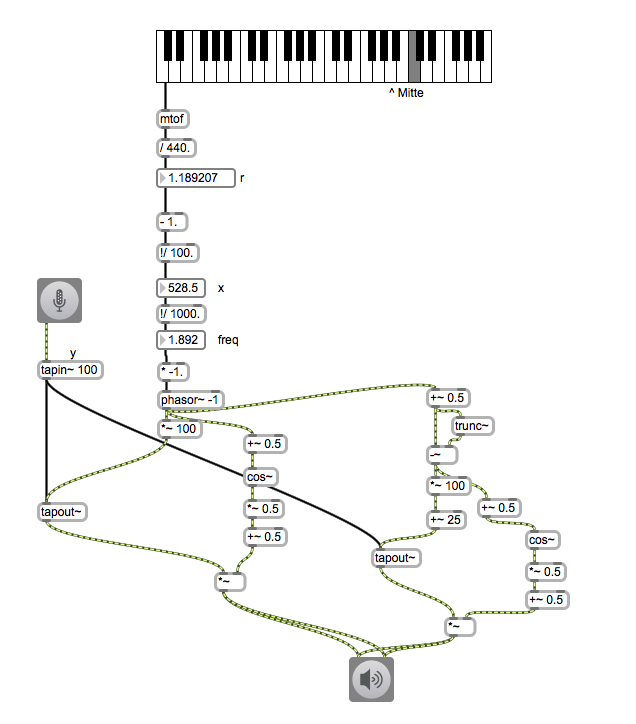 ^ Mitte
mtof
/ 440.
1.189207 r
- 1.
!/ 100.
528.5 x
!/ 1000.
1.892 freq
y
tapin~ 100
* -1.
phasor~ -1
+~ 0.5
*~ 100
trunc~
+~ 0.5
-~
cos~
*~ 100
*~ 0.5
+~ 0.5
tapout~
+~ 25
+~ 0.5
cos~
tapout~
*~ 0.5
*~
+~ 0.5
*~